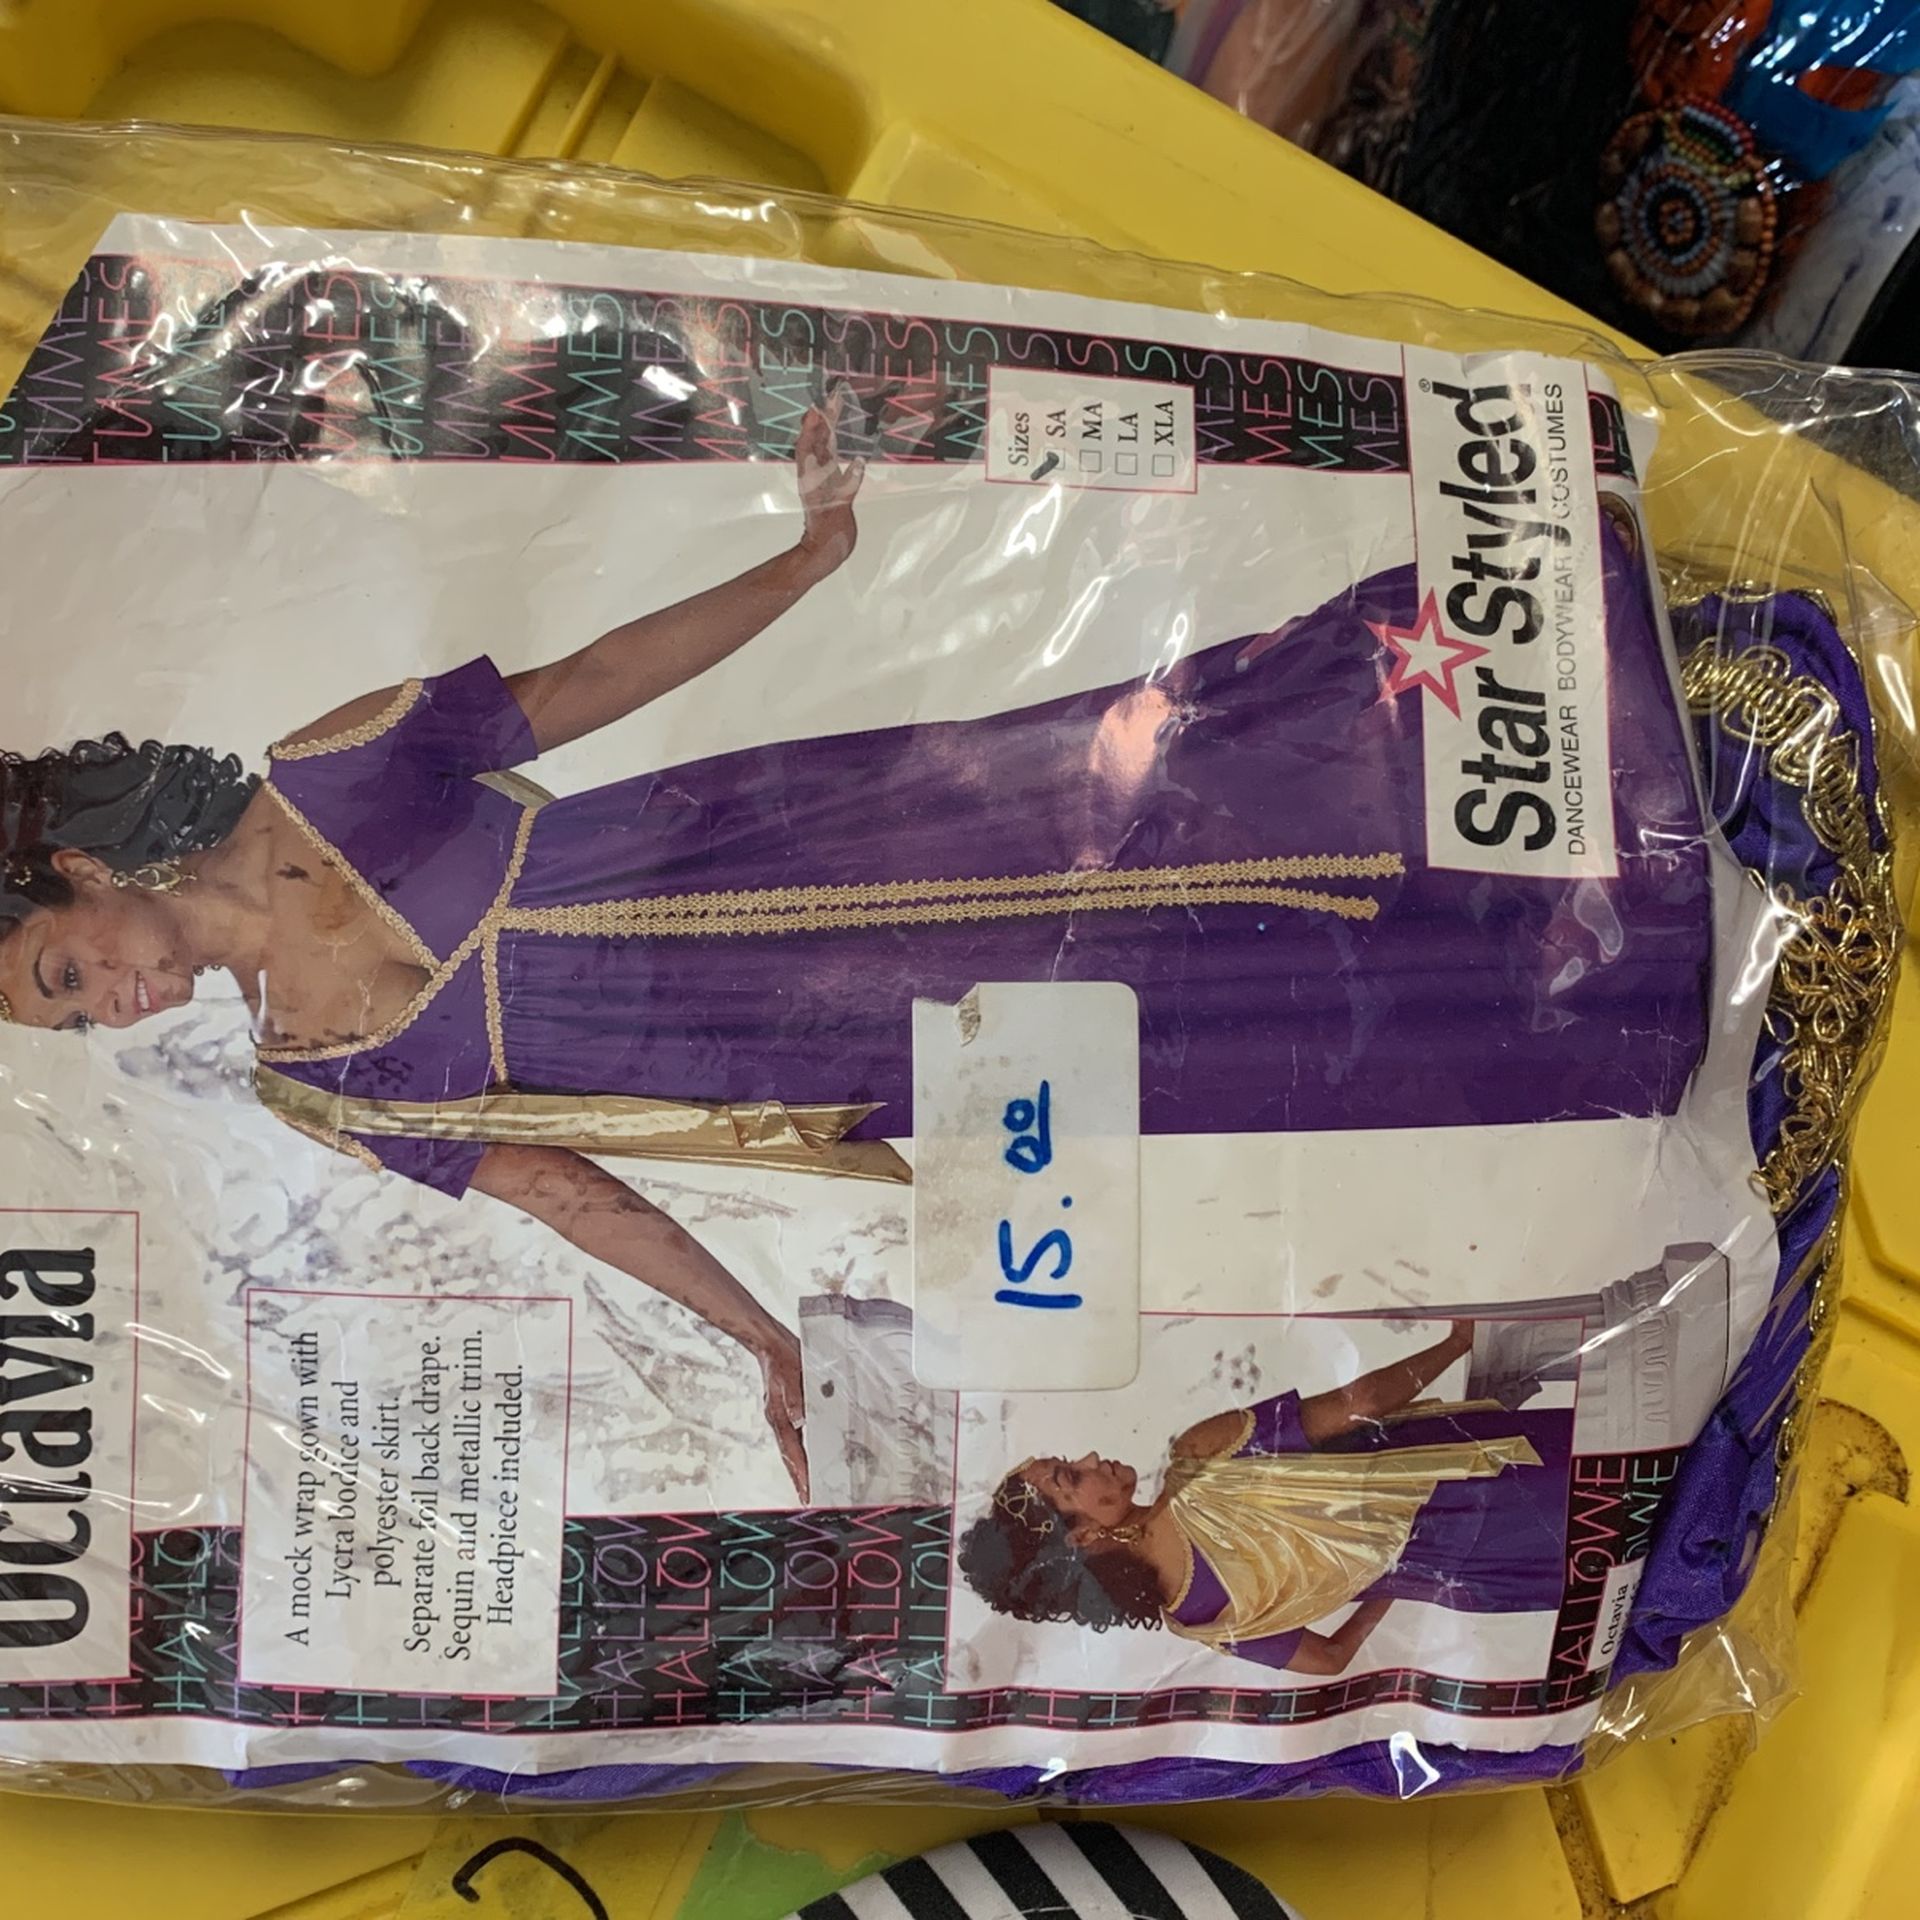 Octavia
A mock wrap gown with
Lycra bodice and
polyester skirt.
Separate foil back drape.
Sequin and metallic trim.
Headpiece included.
Sizes
SA
MA
LA
XLA
15.00
Star Styled®
DANCEWEAR BODYWEAR COSTUMES
Octavia